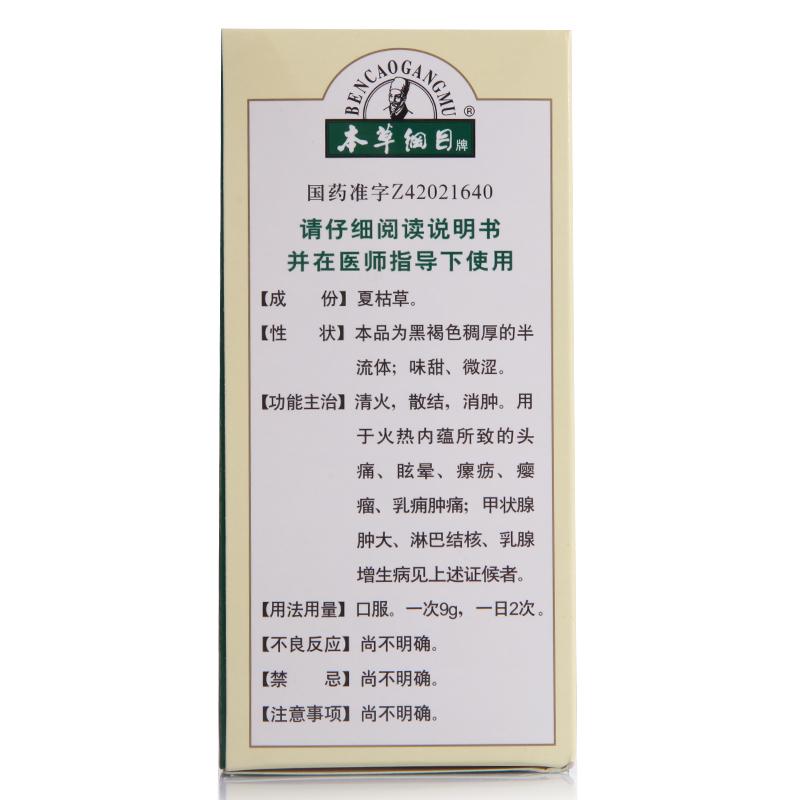 BENCAOGANGMU
®
本草纲目牌
国药准字Z42021640
请仔细阅读说明书
并在医师指导下使用
【成 份】夏枯草。
【性 状】本品为黑褐色稠厚的半
流体；味甜、微涩。
【功能主治】清火，散结，消肿。用
于火热内蕴所致的头
痛、眩晕、瘰疬、瘿
瘤、乳痈肿痛；甲状腺
肿大、淋巴结核、乳腺
增生病见上述证候者。
【用法用量】口服。一次9g，一日2次。
【不良反应】尚不明确。
【禁 忌】尚不明确。
【注意事项】尚不明确。